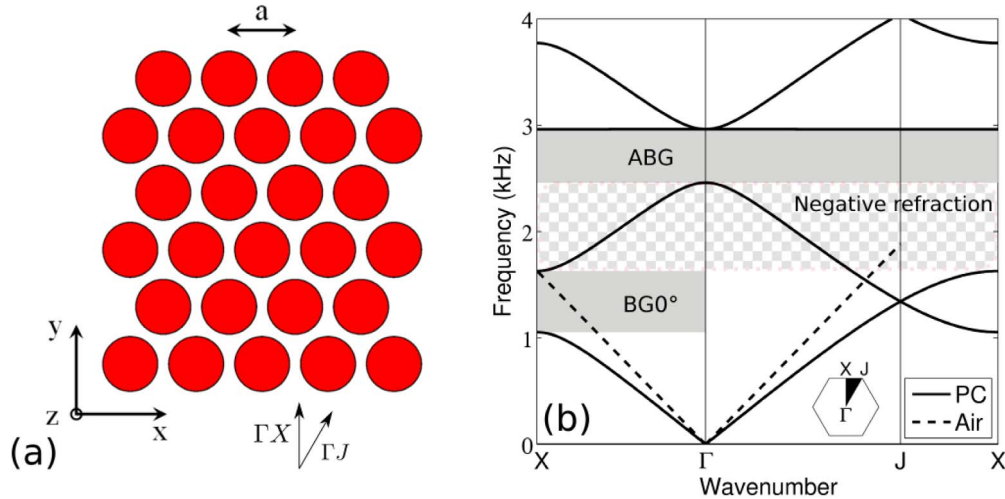 a
y
z
x
ΓX
ΓJ
(a)
4
3
2
1
0
Frequency (kHz)
ABG
Negative refraction
BG0°
X J
Γ
PC
Air
(b)
X
Γ
J
X
Wavenumber